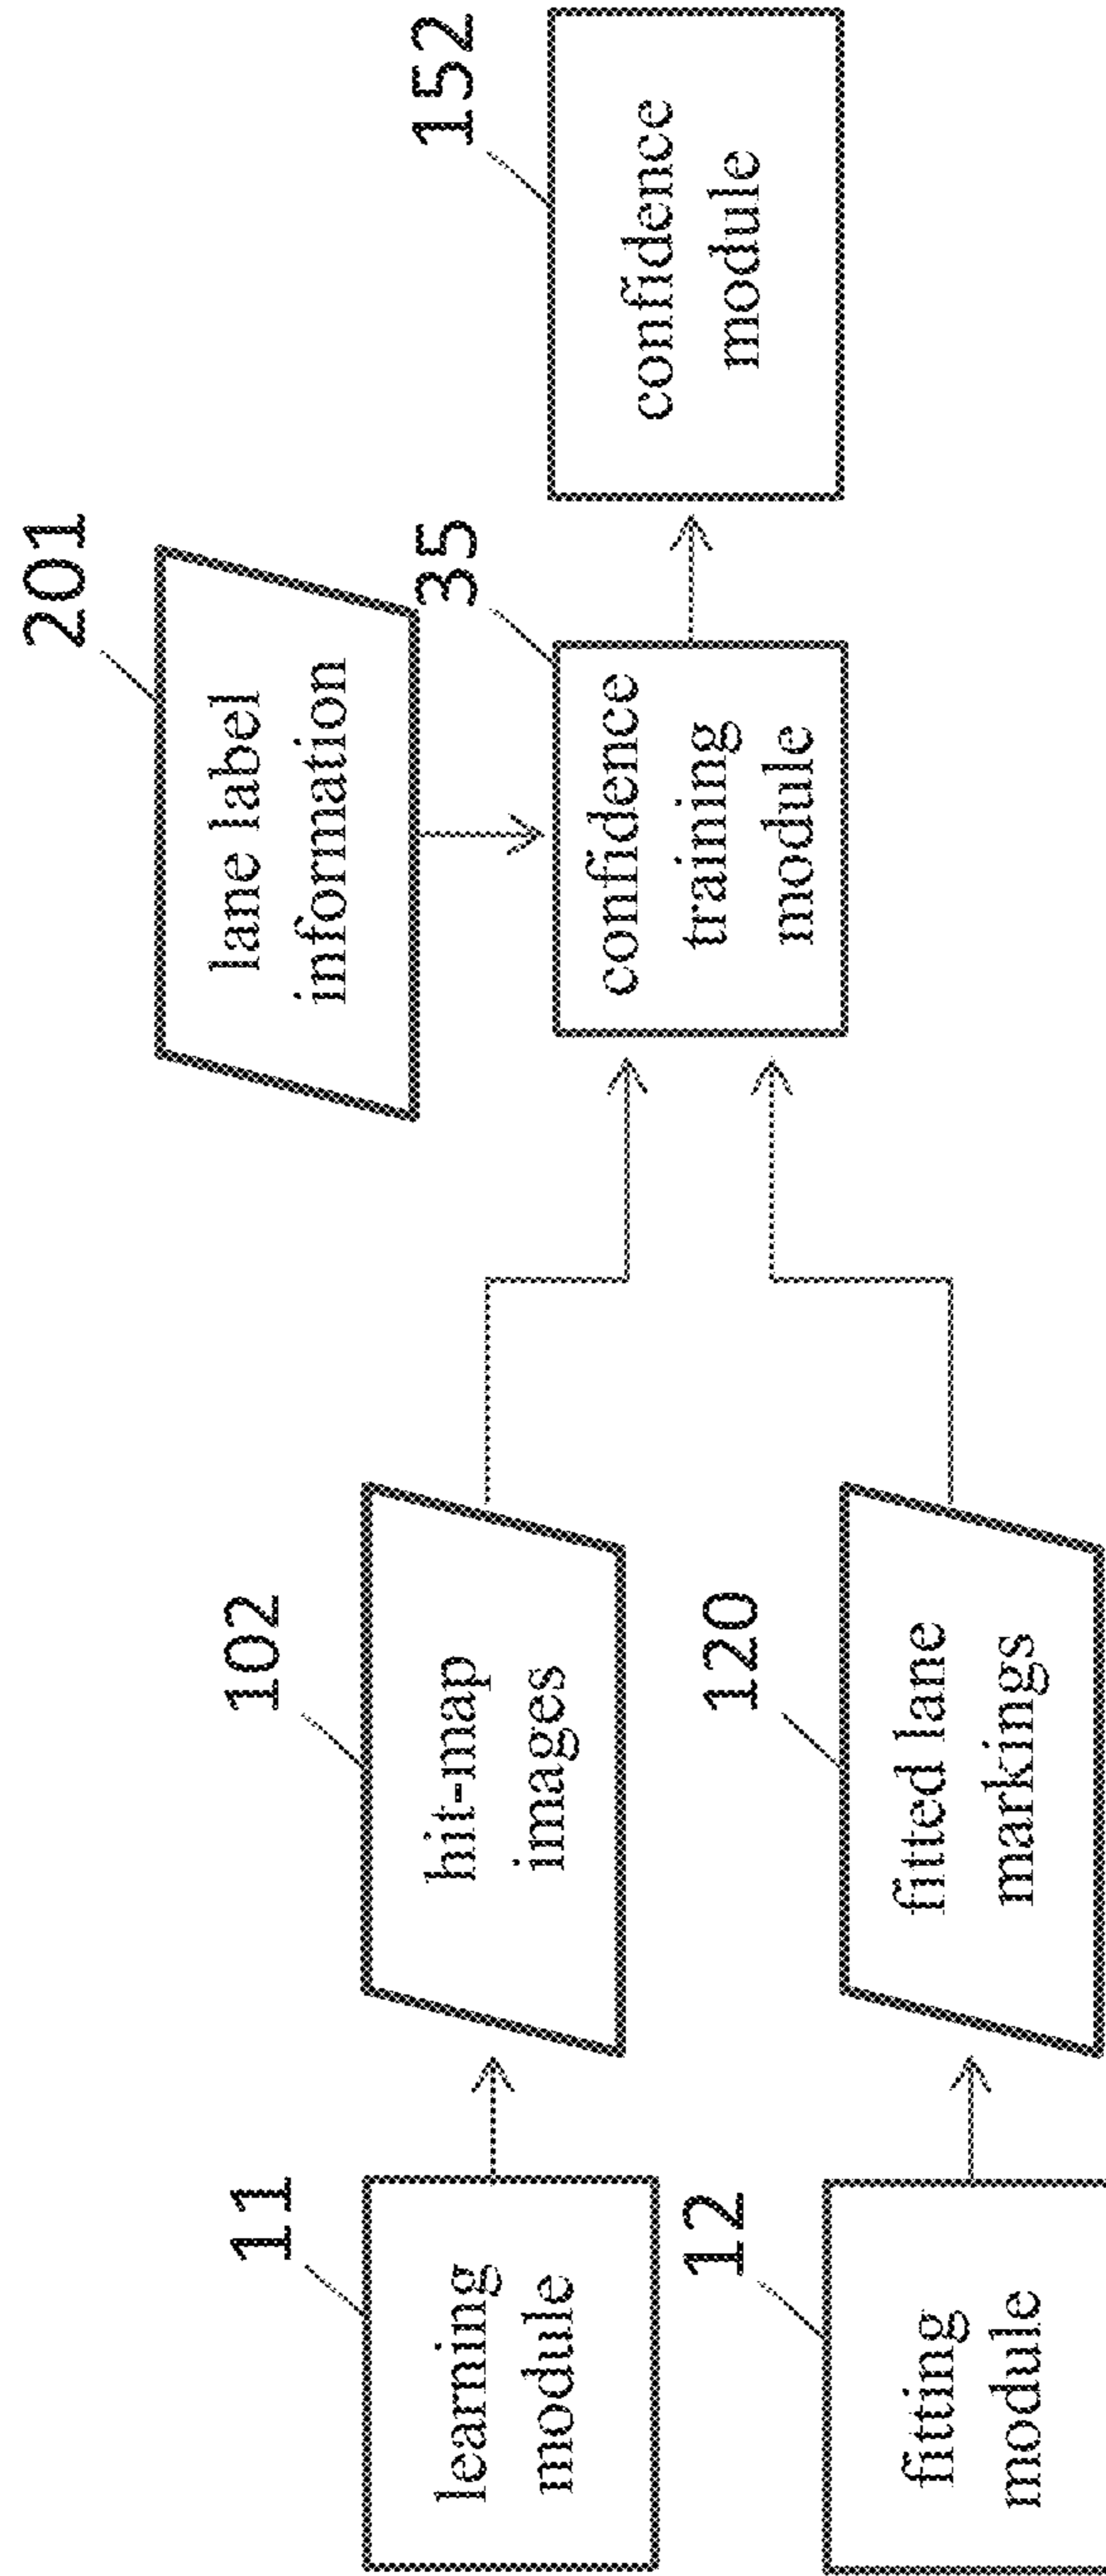 201
lane label
information
152
11
learning
module
102
hit-map
images
35
confidence
training
module
confidence
module
12
fitting
module
120
fitted lane
markings